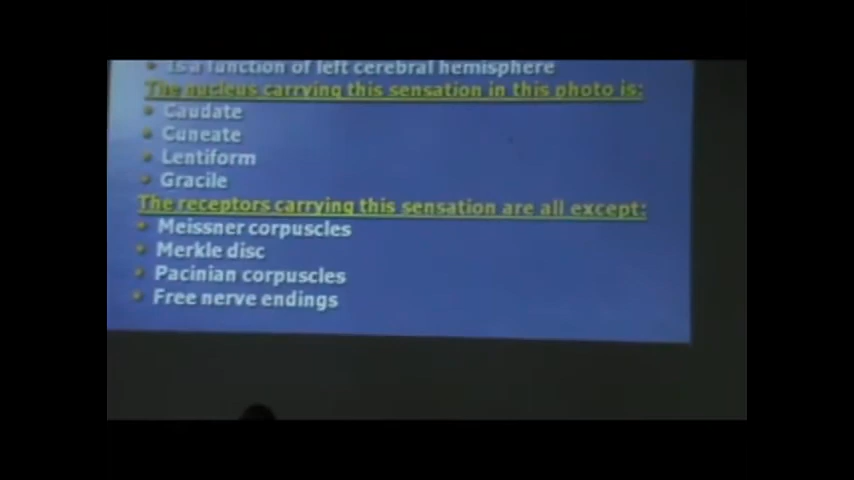 Is a function of left cerebral hemisphere
The nucleus carrying this sensation in this photo is:
Caudate
Cuneate
Lentiform
Gracile
The receptors carrying this sensation are all except:
Meissner corpuscles
Merkle disc
Pacinian corpuscles
Free nerve endings